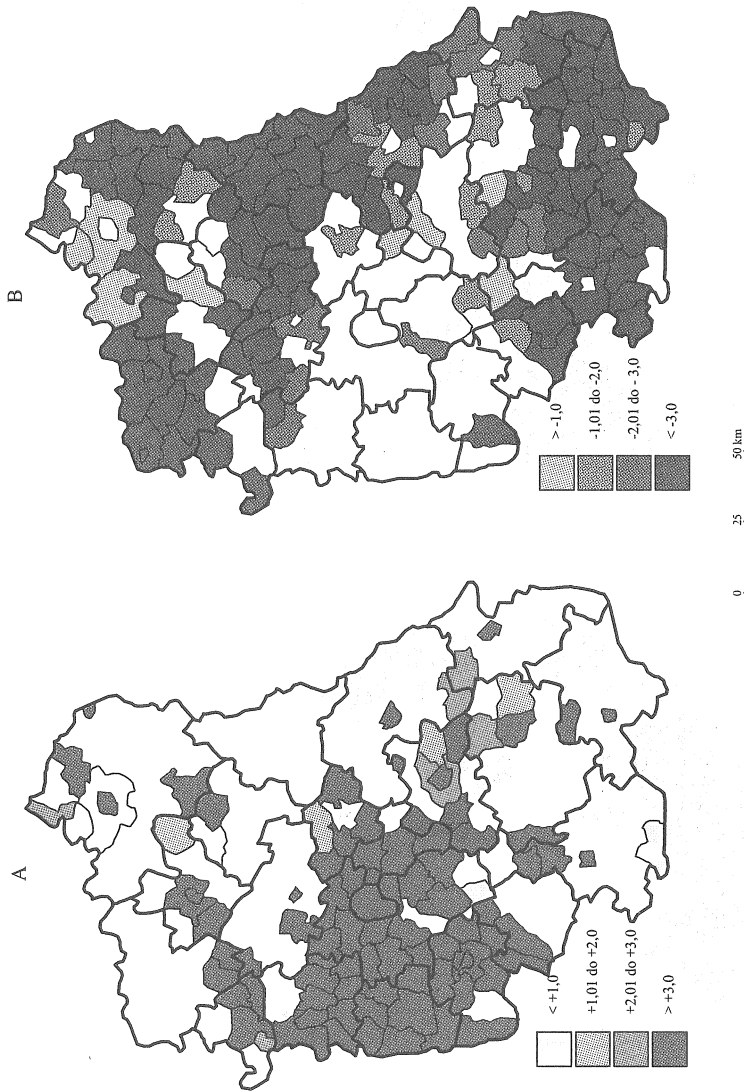 A
< +1,0
+1,01 do +2,0
+2,01 do +3,0
> +3,0
B
> -1,0
-1,01 do -2,0
-2,01 do - 3,0
< -3,0
0 25 50 km